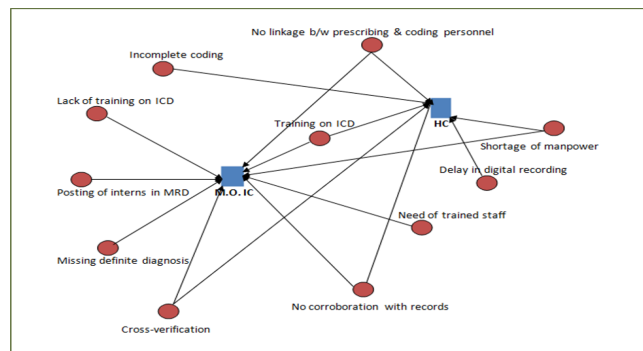 No linkage b/w prescribing & coding personnel
Incomplete coding
Lack of training on ICD
Training on ICD
HC
Shortage of manpower
Delay in digital recording
Posting of interns in MRD
M.O. IC
Need of trained staff
Missing definite diagnosis
No corroboration with records
Cross-verification